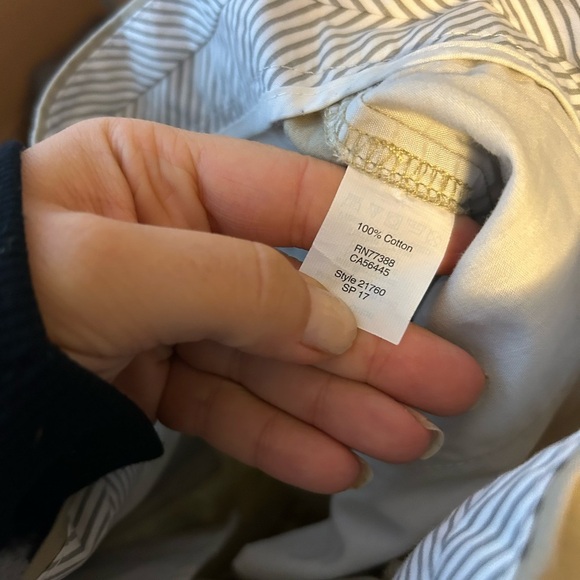 100% Cotton
RN77388
CA56445
Style 21760
SP 17